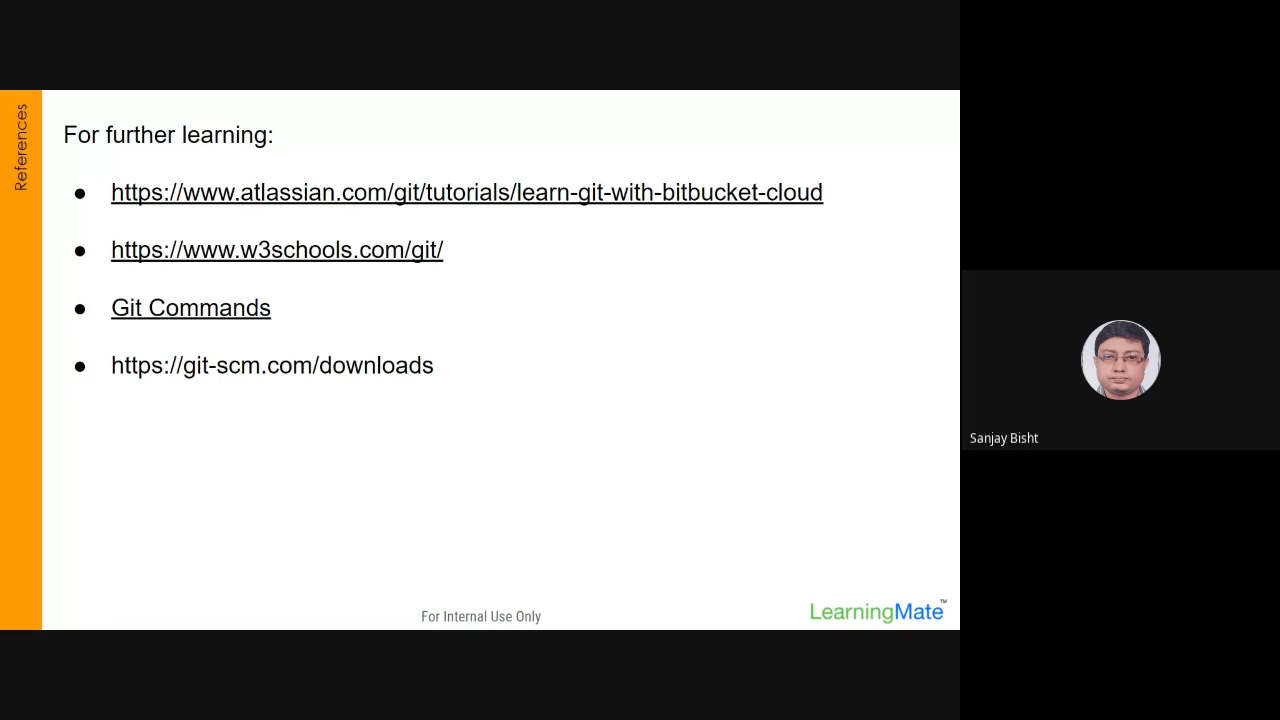 References
For further learning:
● https://www.atlassian.com/git/tutorials/learn-git-with-bitbucket-cloud
● https://www.w3schools.com/git/
● Git Commands
● https://git-scm.com/downloads
Sanjay Bisht
For Internal Use Only
LearningMate™